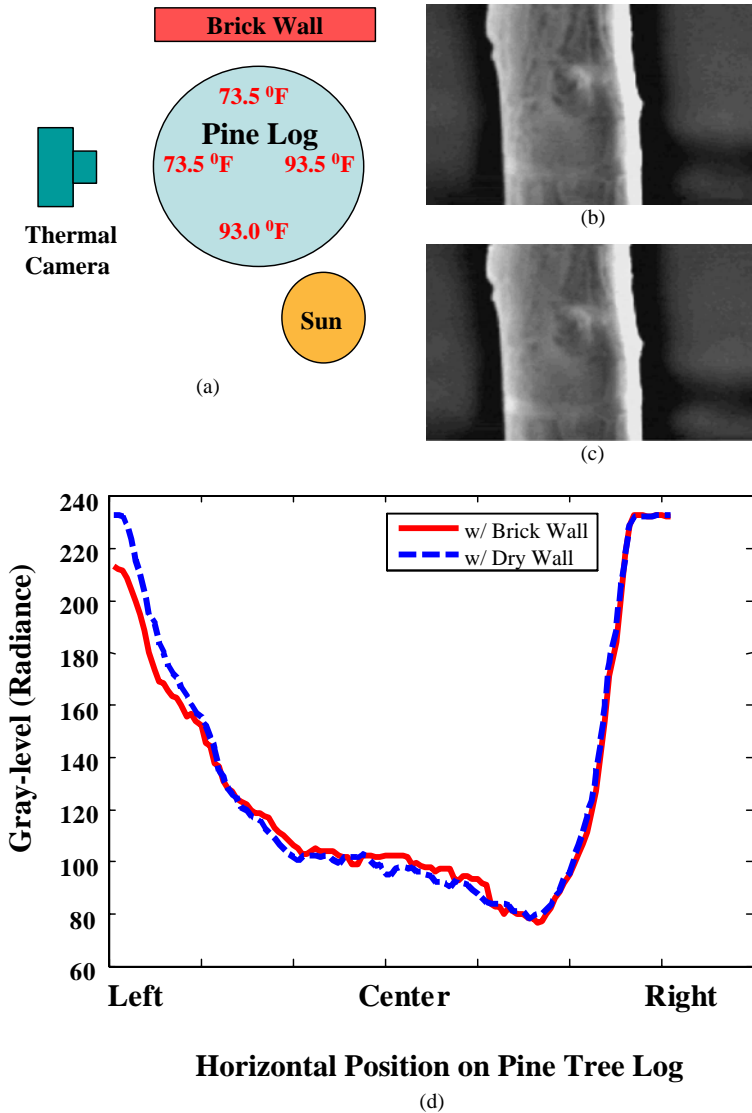 Brick Wall
73.5 ⁰F
Pine Log
73.5 ⁰F 93.5 ⁰F
93.0 ⁰F
Thermal
Camera
Sun
(a)
(b)
(c)
240
220
200
180
160
140
120
100
80
60
Gray-level (Radiance)
w/ Brick Wall
w/ Dry Wall
Left Center Right
Horizontal Position on Pine Tree Log
(d)